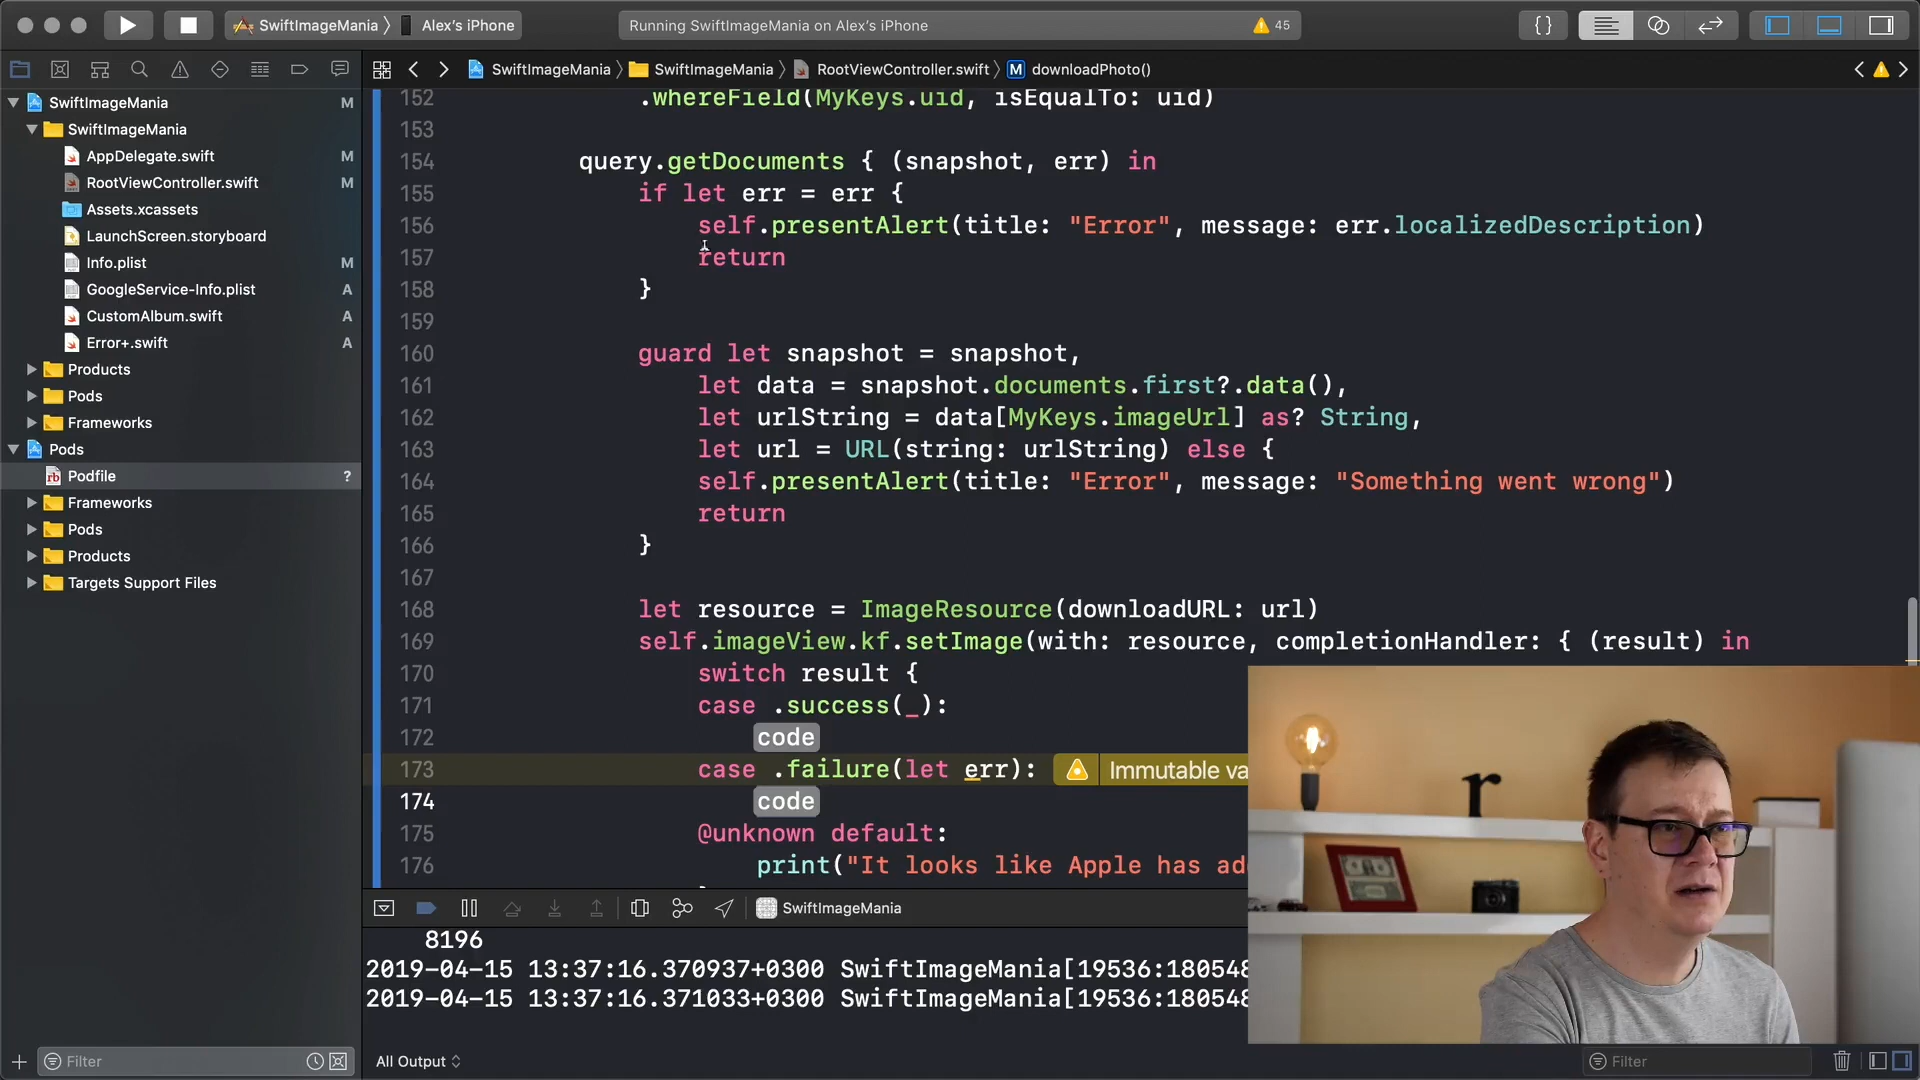 SwiftImageMania
Alex's iPhone
Running SwiftImageMania on Alex's iPhone
45
SwiftImageMania
SwiftImageMania
RootViewController.swift
M
downloadPhoto()
SwiftImageMania M
SwiftImageMania
AppDelegate.swift M
RootViewController.swift M
Assets.xcassets
LaunchScreen.storyboard
Info.plist M
GoogleService-Info.plist A
CustomAlbum.swift A
Error+.swift A
Products
Pods
Frameworks
Pods
rb Podfile ?
Frameworks
Pods
Products
Targets Support Files
Filter
152 .whereField(MyKeys.uid, isEqualTo: uid)
153
154 query.getDocuments { (snapshot, err) in
155 if let err = err {
156 self.presentAlert(title: "Error", message: err.localizedDescription)
157 return
158 }
159
160 guard let snapshot = snapshot,
161 let data = snapshot.documents.first?.data(),
162 let urlString = data[MyKeys.imageUrl] as? String,
163 let url = URL(string: urlString) else {
164 self.presentAlert(title: "Error", message: "Something went wrong")
165 return
166 }
167
168 let resource = ImageResource(downloadURL: url)
169 self.imageView.kf.setImage(with: resource, completionHandler: { (result) in
170 switch result {
171 case .success(_):
172 code
173 case .failure(let err): Immutable va
174 code
175 @unknown default:
176 print("It looks like Apple has ad
SwiftImageMania
8196
2019-04-15 13:37:16.370937+0300 SwiftImageMania[19536:180548
2019-04-15 13:37:16.371033+0300 SwiftImageMania[19536:180548
All Output
Filter